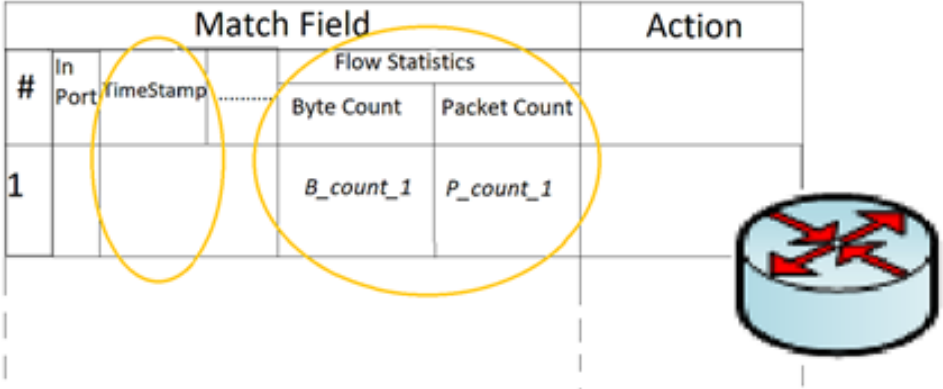 Match Field Action
# In Port TimeStamp ........... Flow Statistics
Byte Count Packet Count
1 B_count_1 P_count_1